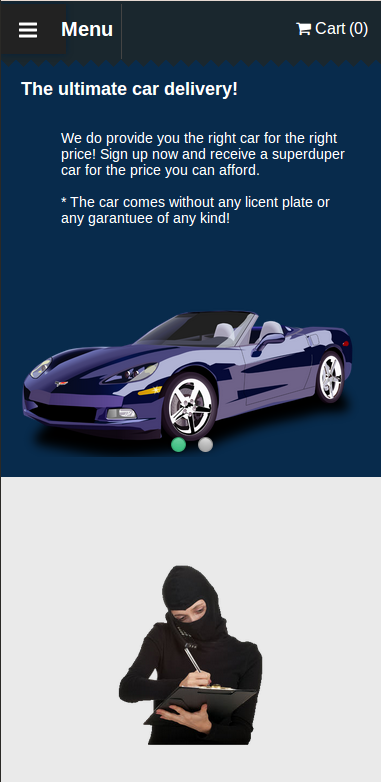 Menu
Cart (0)
The ultimate car delivery!
We do provide you the right car for the right
price! Sign up now and receive a superduper
car for the price you can afford.
* The car comes without any licent plate or
any garantuee of any kind!